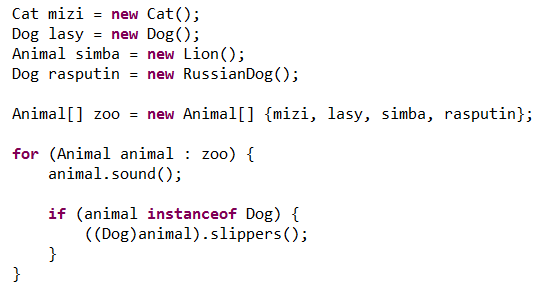 Cat mizi = new Cat();
Dog lasy = new Dog();
Animal simba = new Lion();
Dog rasputin = new RussianDog();

Animal[] zoo = new Animal[] {mizi, lasy, simba, rasputin};

for (Animal animal : zoo) {
    animal.sound();

    if (animal instanceof Dog) {
        ((Dog)animal).slippers();
    }
}